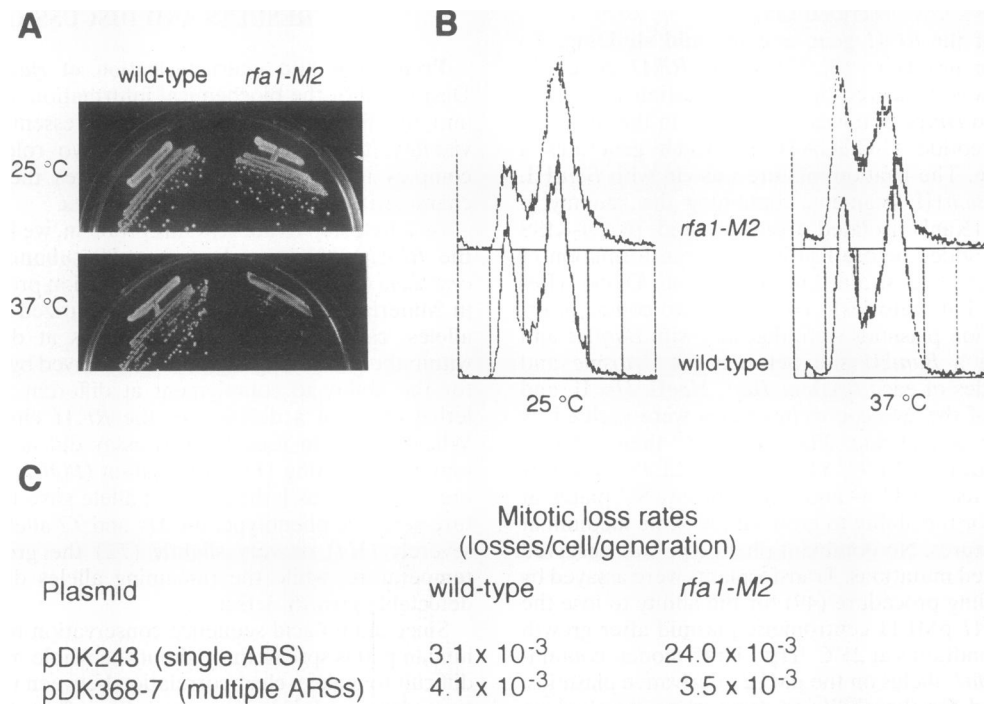 A
B
wild-type rfa1-M2
25 °C
37 °C
rfa1-M2
wild-type
25 °C
37 °C
C
Mitotic loss rates
(losses/cell/generation)
Plasmid wild-type rfa1-M2
pDK243 (single ARS) 3.1 x 10⁻³ 24.0 x 10⁻³
pDK368-7 (multiple ARSs) 4.1 x 10⁻³ 3.5 x 10⁻³